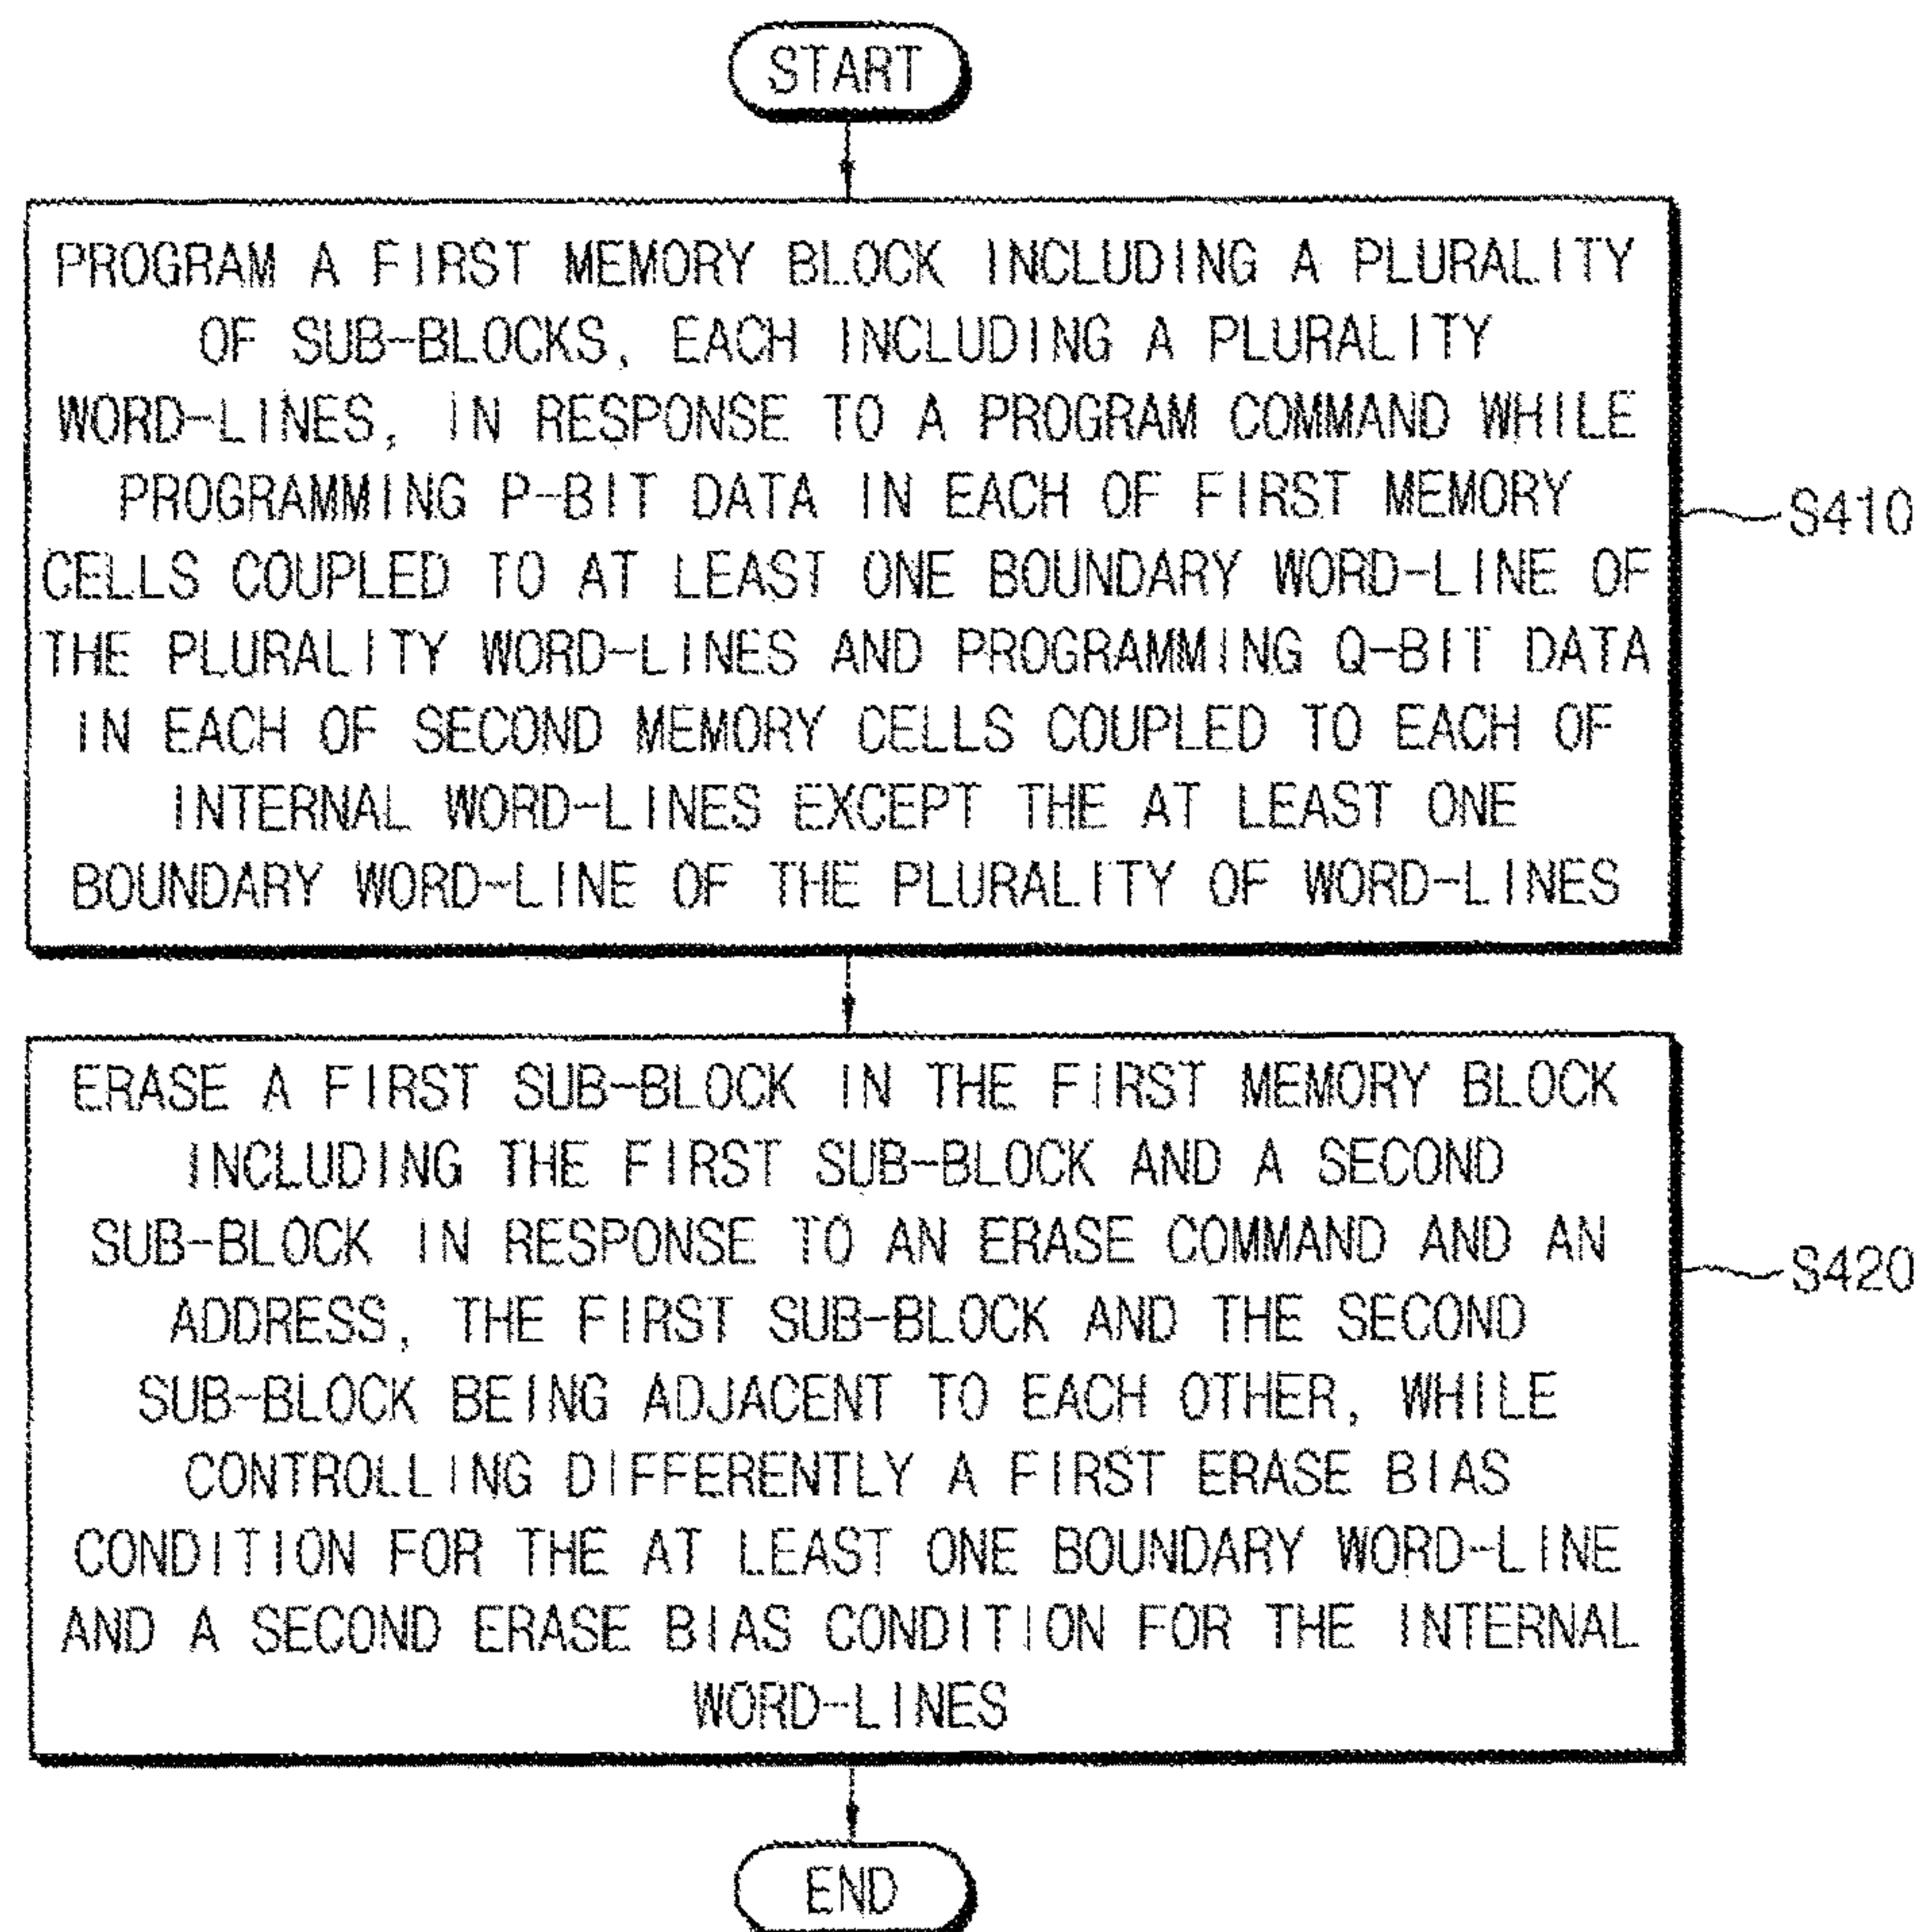 START
PROGRAM A FIRST MEMORY BLOCK INCLUDING A PLURALITY
OF SUB-BLOCKS, EACH INCLUDING A PLURALITY
WORD-LINES, IN RESPONSE TO A PROGRAM COMMAND WHILE
PROGRAMMING P-BIT DATA IN EACH OF FIRST MEMORY
CELLS COUPLED TO AT LEAST ONE BOUNDARY WORD-LINE OF
THE PLURALITY WORD-LINES AND PROGRAMMING Q-BIT DATA
IN EACH OF SECOND MEMORY CELLS COUPLED TO EACH OF
INTERNAL WORD-LINES EXCEPT THE AT LEAST ONE
BOUNDARY WORD-LINE OF THE PLURALITY OF WORD-LINES
S410
ERASE A FIRST SUB-BLOCK IN THE FIRST MEMORY BLOCK
INCLUDING THE FIRST SUB-BLOCK AND A SECOND
SUB-BLOCK IN RESPONSE TO AN ERASE COMMAND AND AN
ADDRESS, THE FIRST SUB-BLOCK AND THE SECOND
SUB-BLOCK BEING ADJACENT TO EACH OTHER, WHILE
CONTROLLING DIFFERENTLY A FIRST ERASE BIAS
CONDITION FOR THE AT LEAST ONE BOUNDARY WORD-LINE
AND A SECOND ERASE BIAS CONDITION FOR THE INTERNAL
WORD-LINES
S420
END